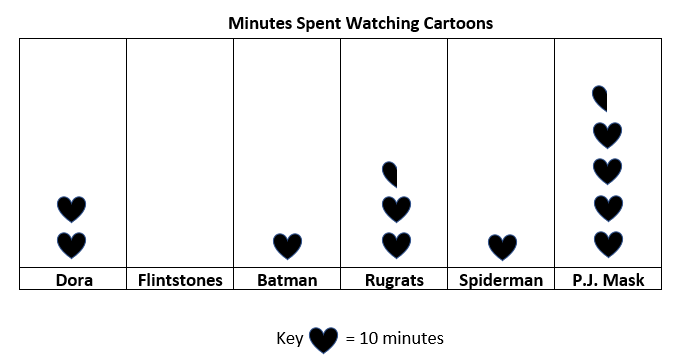 Minutes Spent Watching Cartoons
Dora Flintstones Batman Rugrats Spiderman P.J. Mask
Key = 10 minutes